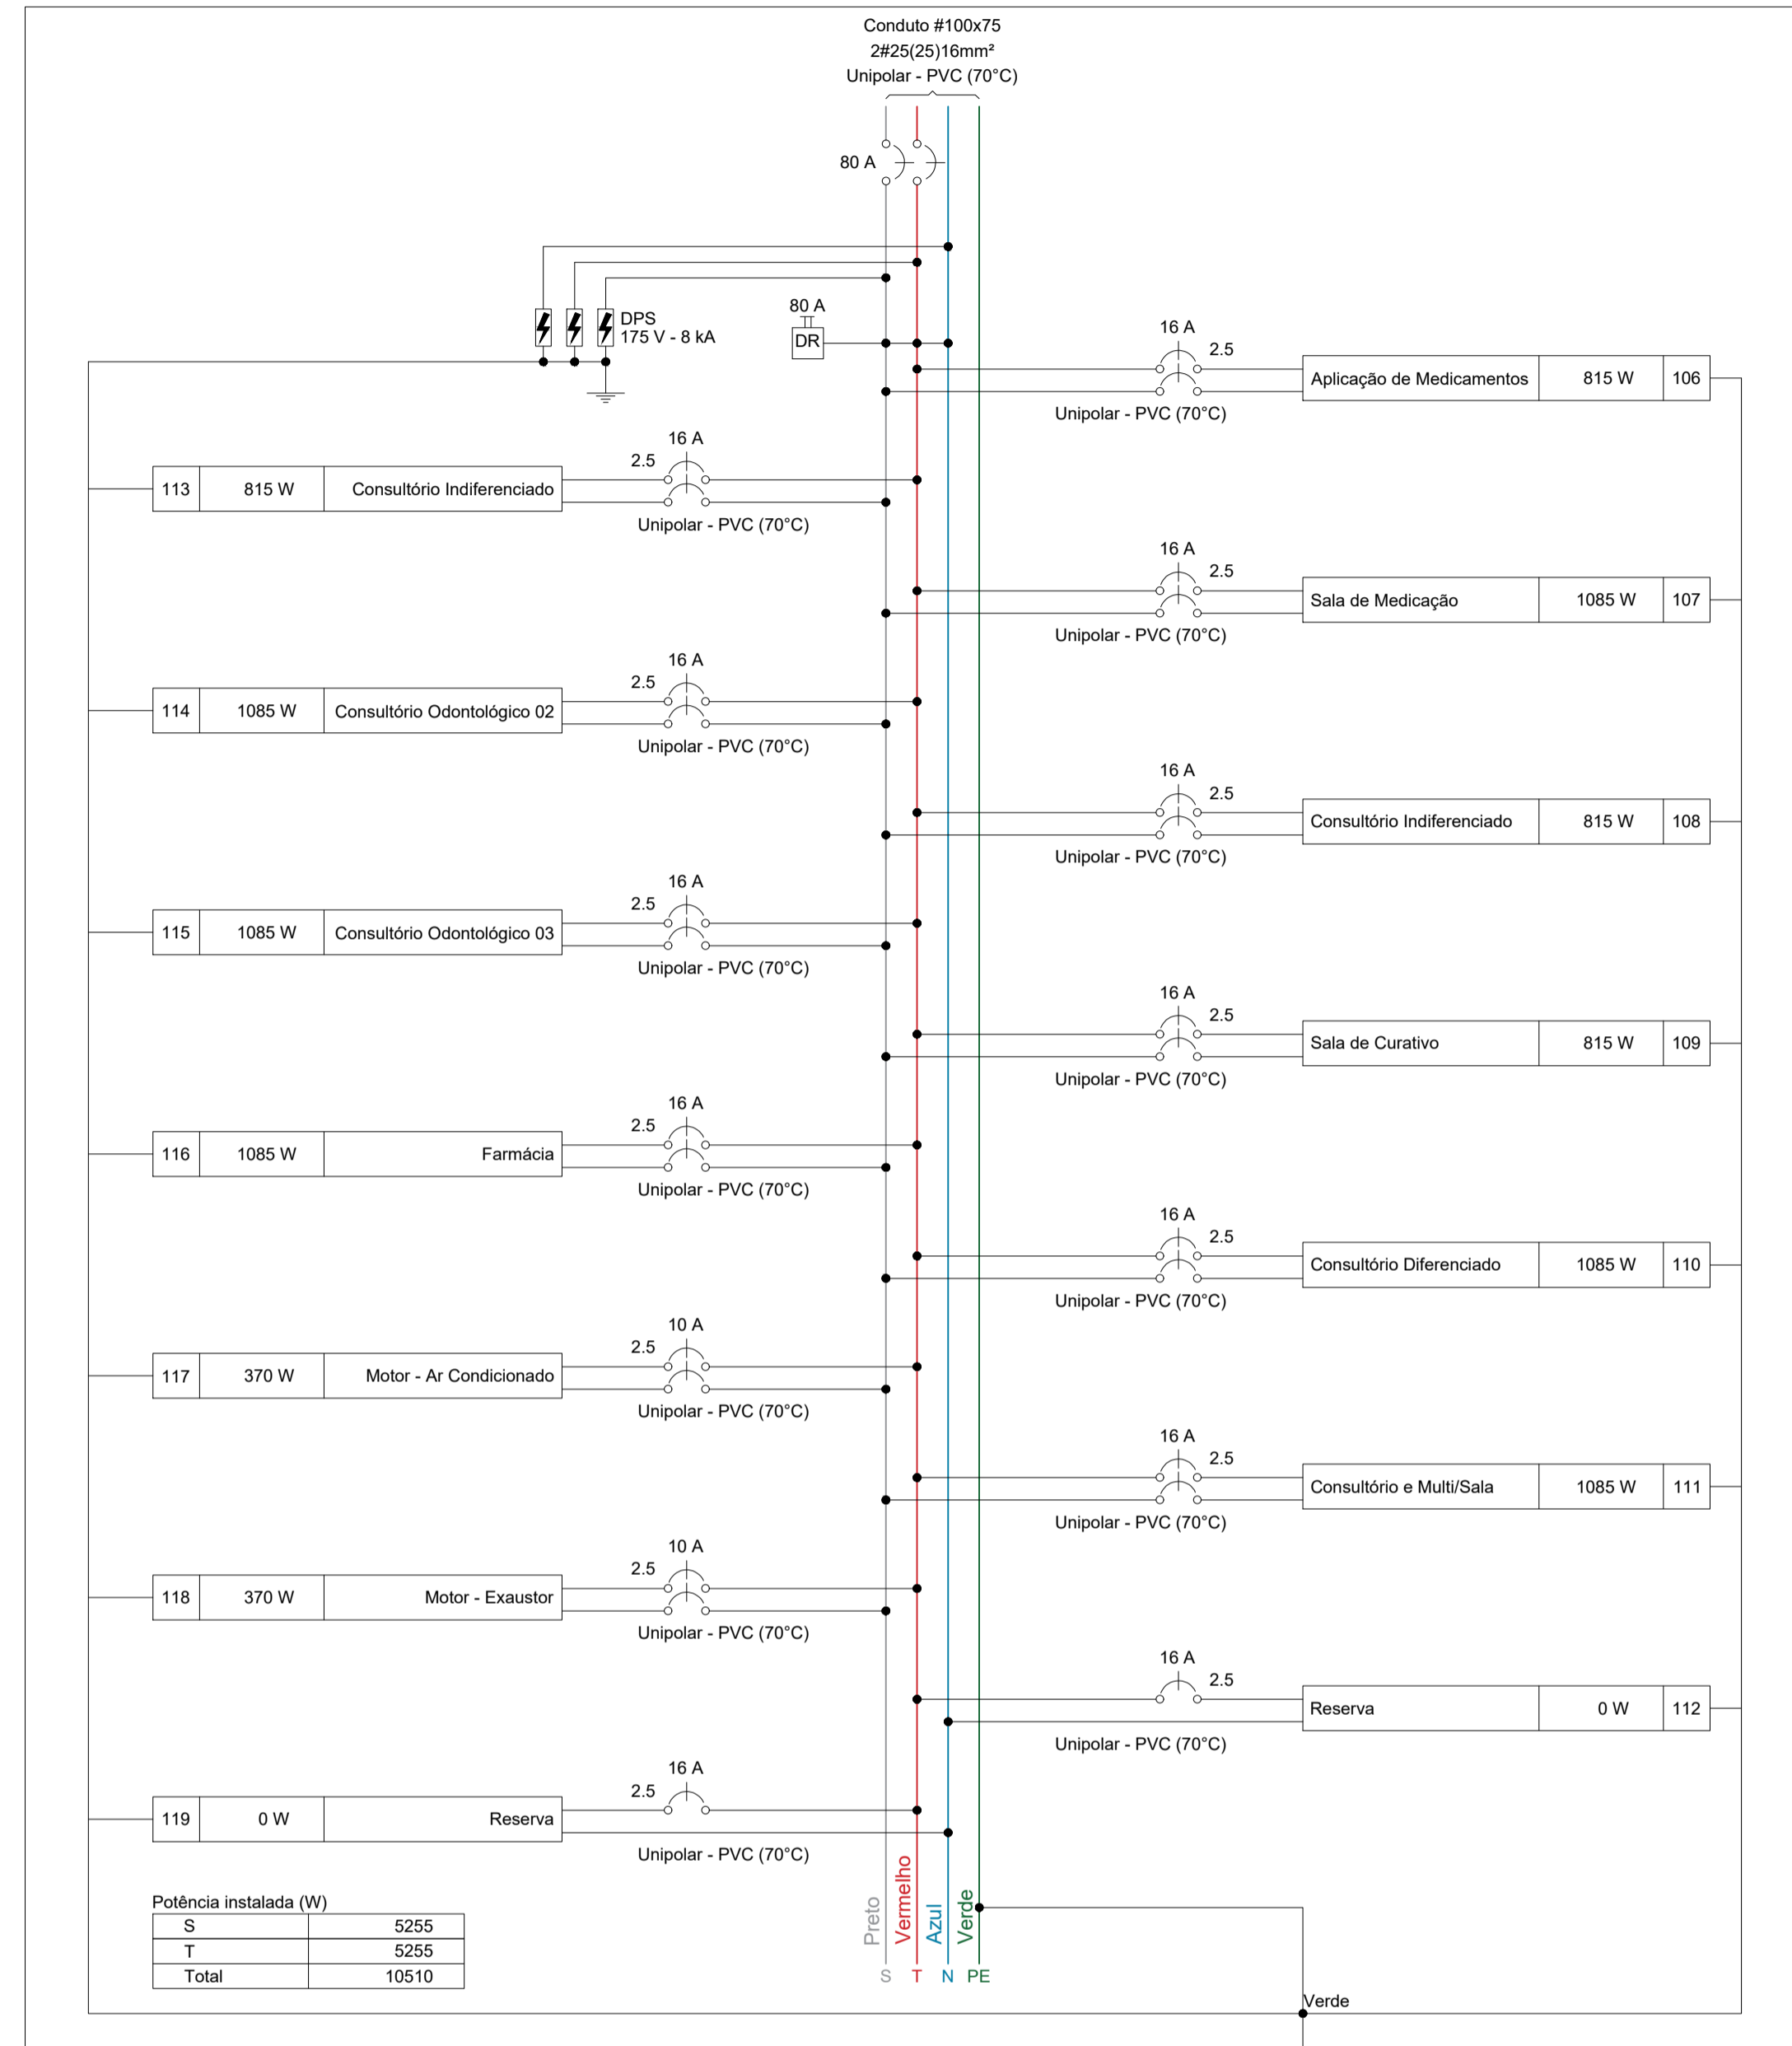 Conduto #100x75
2#25(25)16mm²
Unipolar - PVC (70°C)
80 A
DPS
175 V - 8 kA
80 A
DR
16 A
2.5
Aplicação de Medicamentos 815 W 106
Unipolar - PVC (70°C)
16 A
2.5
113 815 W Consultório Indiferenciado
Unipolar - PVC (70°C)
16 A
2.5
Sala de Medicação 1085 W 107
Unipolar - PVC (70°C)
16 A
2.5
114 1085 W Consultório Odontológico 02
Unipolar - PVC (70°C)
16 A
2.5
Consultório Indiferenciado 815 W 108
Unipolar - PVC (70°C)
16 A
2.5
115 1085 W Consultório Odontológico 03
Unipolar - PVC (70°C)
16 A
2.5
Sala de Curativo 815 W 109
Unipolar - PVC (70°C)
16 A
2.5
116 1085 W Farmácia
Unipolar - PVC (70°C)
16 A
2.5
Consultório Diferenciado 1085 W 110
Unipolar - PVC (70°C)
10 A
2.5
117 370 W Motor - Ar Condicionado
Unipolar - PVC (70°C)
16 A
2.5
Consultório e Multi/Sala 1085 W 111
Unipolar - PVC (70°C)
10 A
2.5
118 370 W Motor - Exaustor
Unipolar - PVC (70°C)
16 A
2.5
Reserva 0 W 112
Unipolar - PVC (70°C)
16 A
2.5
119 0 W Reserva
Unipolar - PVC (70°C)
Potência instalada (W)
S 5255
T 5255
Total 10510
Preto
Vermelho
Azul
Verde
S T N PE
Verde